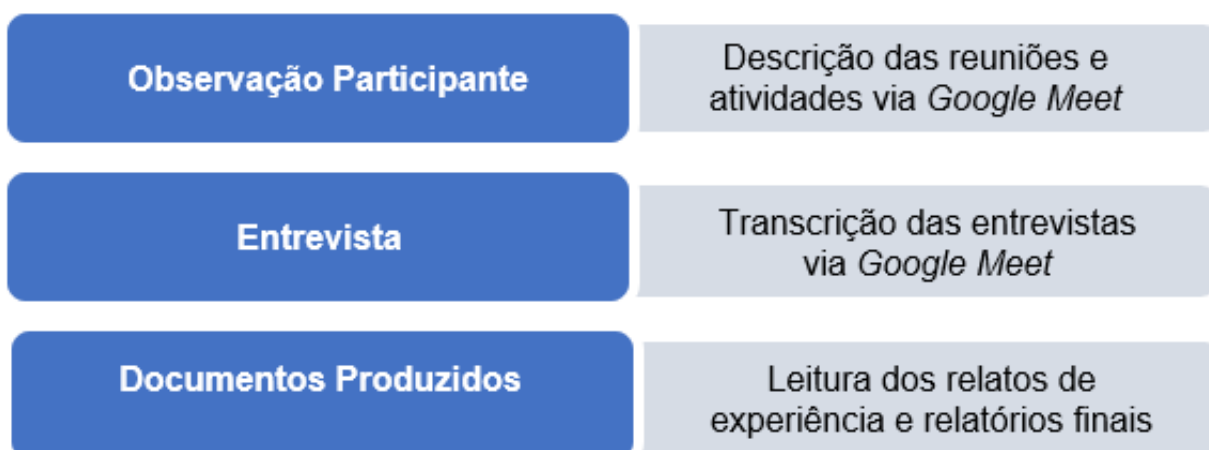 Observação Participante
Descrição das reuniões e
atividades via Google Meet
Entrevista
Transcrição das entrevistas
via Google Meet
Documentos Produzidos
Leitura dos relatos de
experiência e relatórios finais